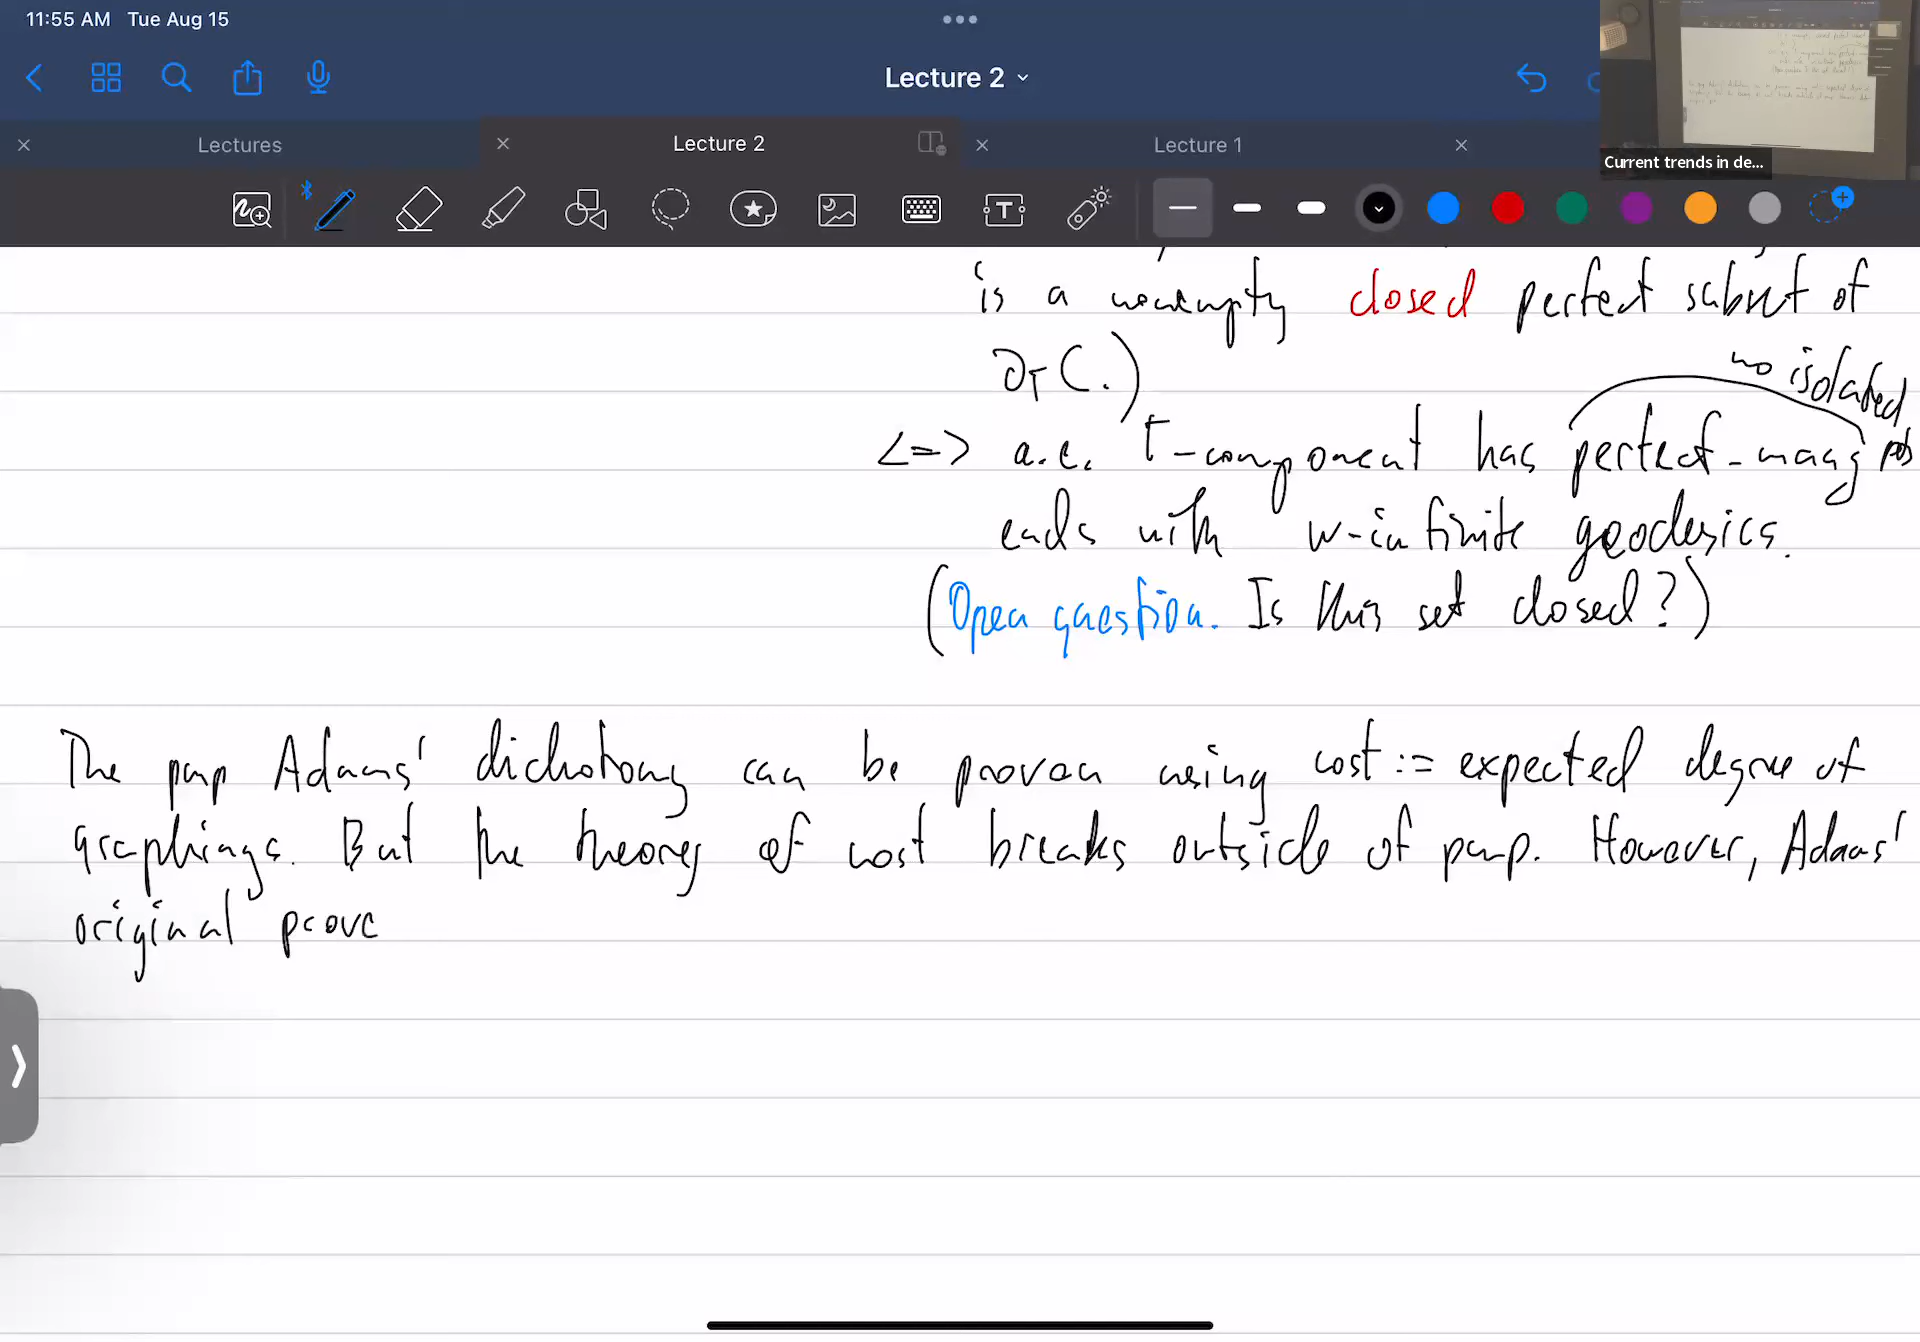 11:55 AM Tue Aug 15
Lecture 2
Lectures
Lecture 2
Lecture 1
Current trends in de...
is a nonempty closed perfect subset of
∂T C.)
no isolated
pts
<=> a.e. T-component has perfect-many
ends with w-infinite geodesics.
(Open question. Is this set closed?)
The pmp Adams' dichotomy can be proven using cost := expected degree of
graphings. But the theory of cost breaks outside of pmp. However, Adams'
original prove